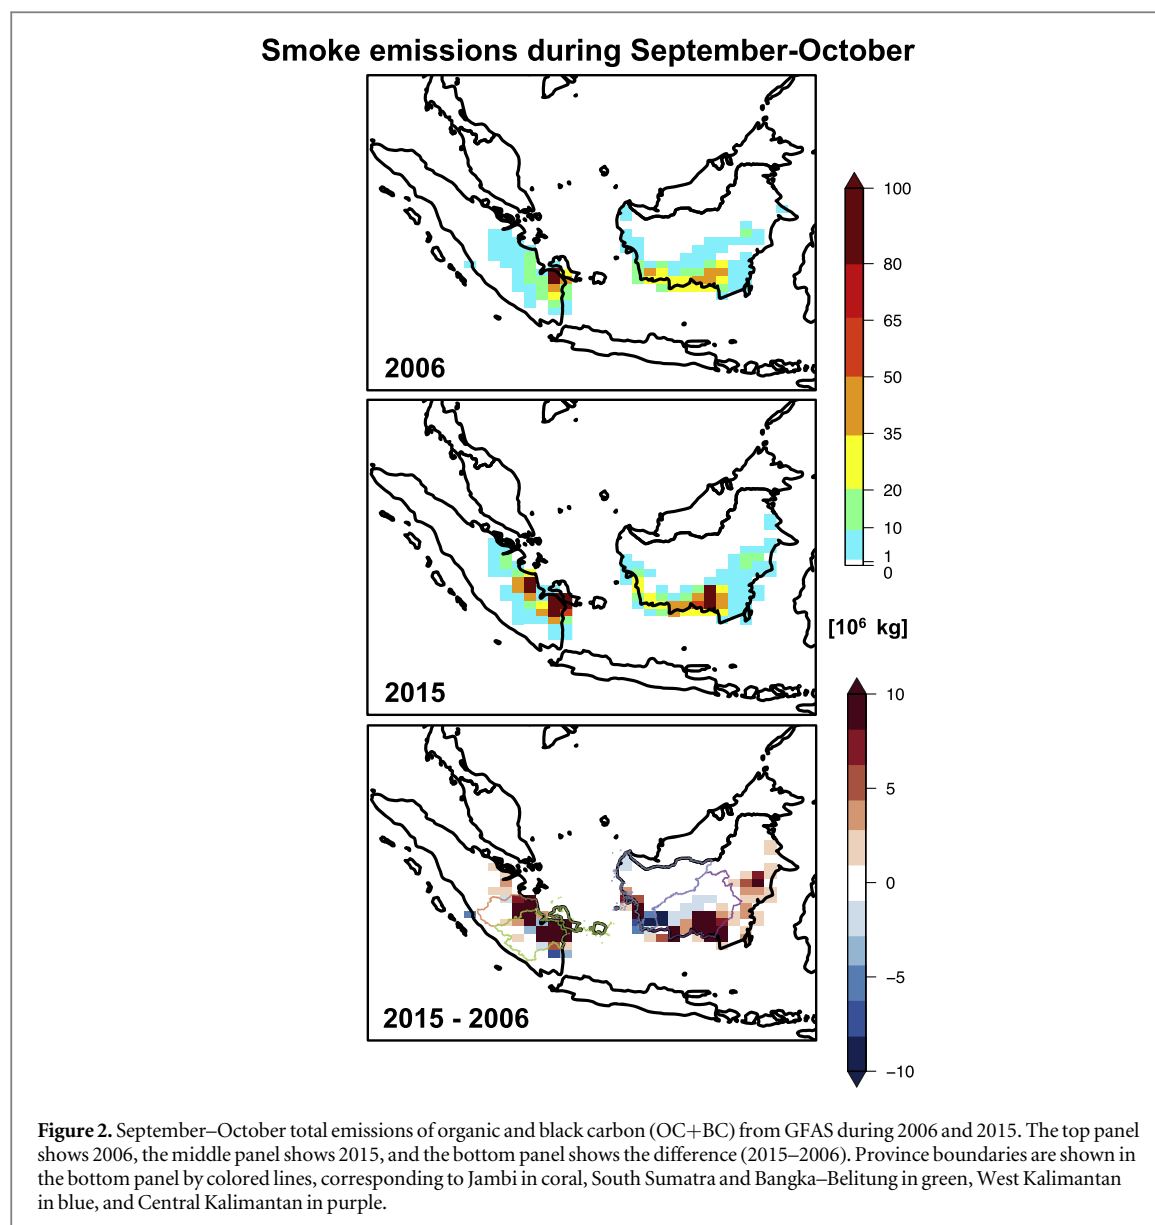 Smoke emissions during September-October
2006
100
80
65
50
35
20
10
1
0
[10⁶ kg]
2015
10
5
0
−5
−10
2015 - 2006
Figure 2. September–October total emissions of organic and black carbon (OC+BC) from GFAS during 2006 and 2015. The top panel
shows 2006, the middle panel shows 2015, and the bottom panel shows the difference (2015–2006). Province boundaries are shown in
the bottom panel by colored lines, corresponding to Jambi in coral, South Sumatra and Bangka–Belitung in green, West Kalimantan
in blue, and Central Kalimantan in purple.